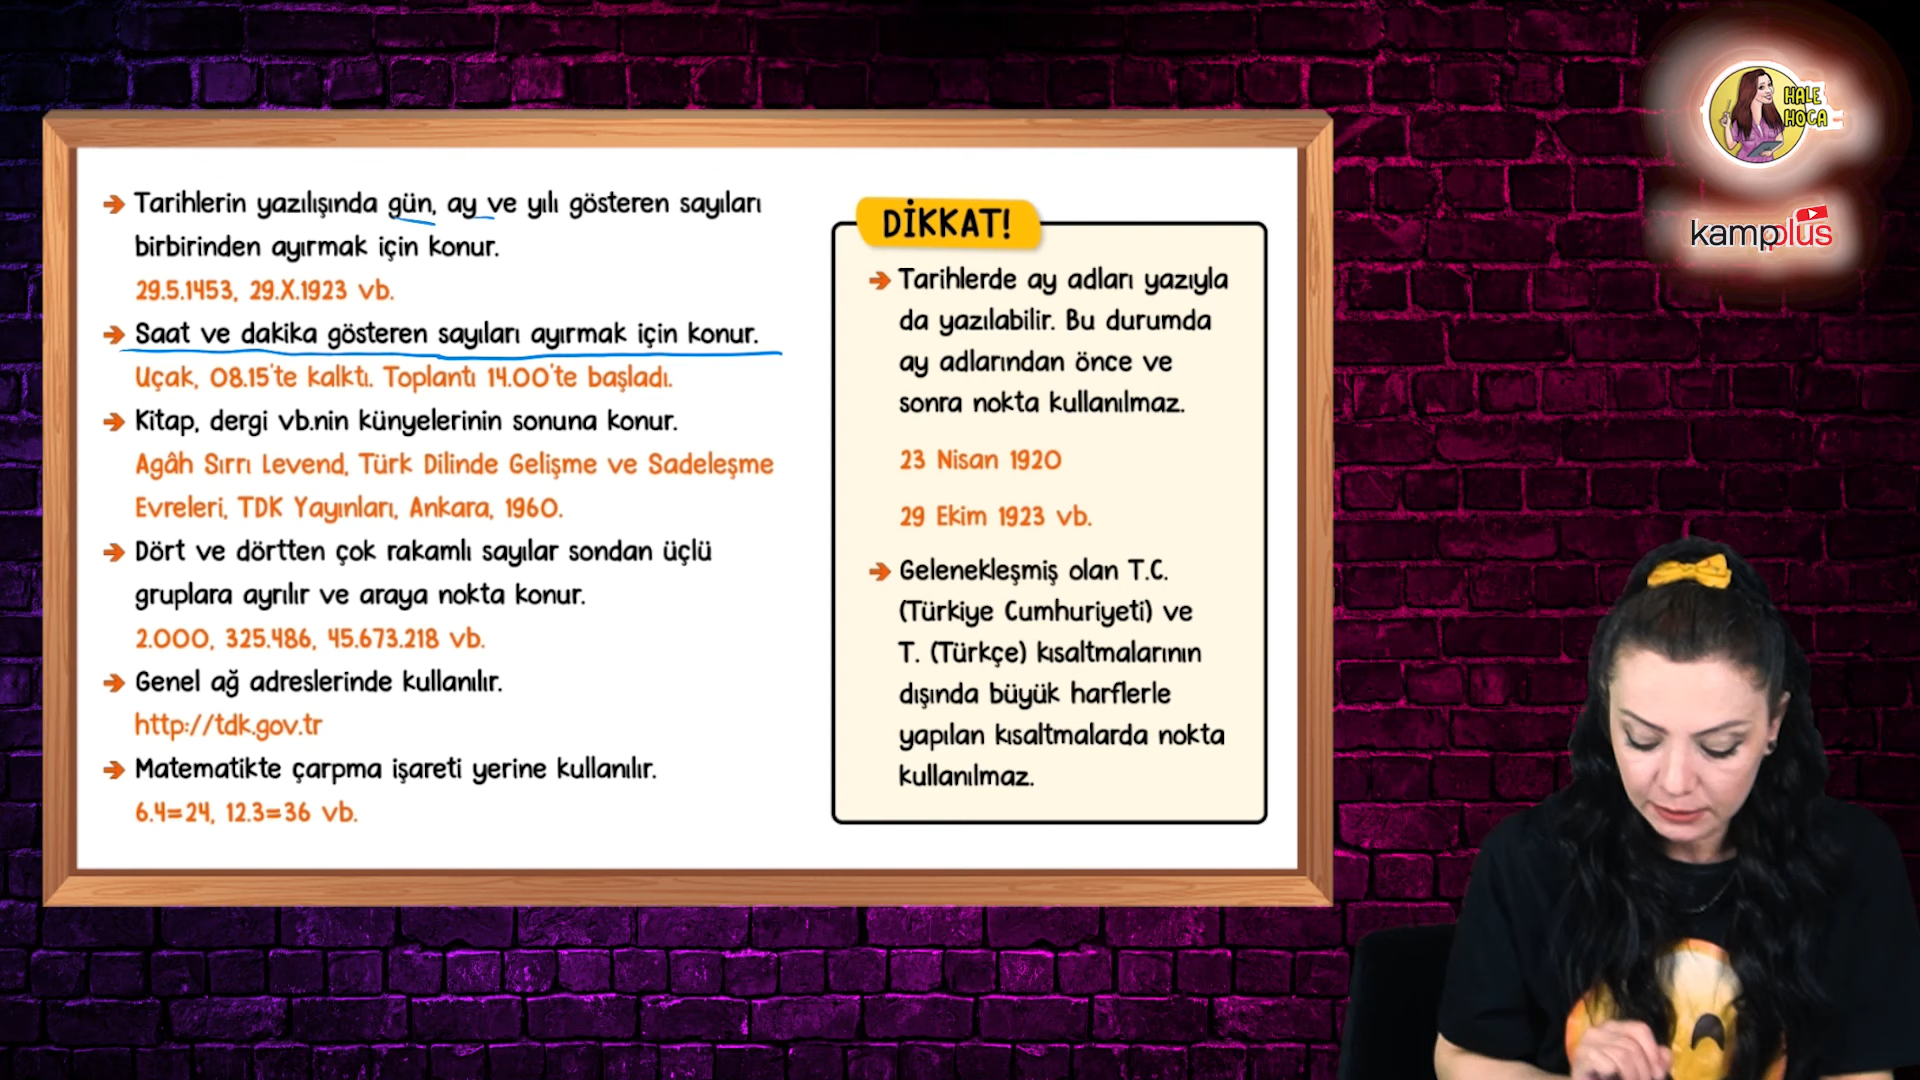 Tarihlerin yazılışında gün, ay ve yılı gösteren sayıları
birbirinden ayırmak için konur.
29.5.1453, 29.X.1923 vb.
Saat ve dakika gösteren sayıları ayırmak için konur.
Uçak, 08.15'te kalktı. Toplantı 14.00'te başladı.
Kitap, dergi vb.nin künyelerinin sonuna konur.
Agâh Sırrı Levend, Türk Dilinde Gelişme ve Sadeleşme
Evreleri, TDK Yayınları, Ankara, 1960.
Dört ve dörtten çok rakamlı sayılar sondan üçlü
gruplara ayrılır ve araya nokta konur.
2.000, 325.486, 45.673.218 vb.
Genel ağ adreslerinde kullanılır.
http://tdk.gov.tr
Matematikte çarpma işareti yerine kullanılır.
6.4=24, 12.3=36 vb.
DİKKAT!
Tarihlerde ay adları yazıyla
da yazılabilir. Bu durumda
ay adlarından önce ve
sonra nokta kullanılmaz.
23 Nisan 1920
29 Ekim 1923 vb.
Gelenekleşmiş olan T.C.
(Türkiye Cumhuriyeti) ve
T. (Türkçe) kısaltmalarının
dışında büyük harflerle
yapılan kısaltmalarda nokta
kullanılmaz.
HALE
HOCA
kampplus